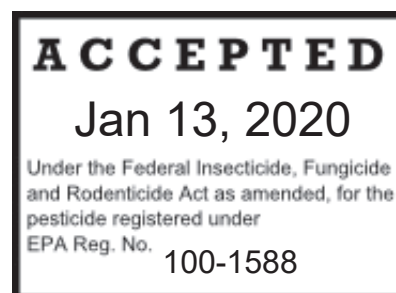 ACCEPTED
Jan 13, 2020
Under the Federal Insecticide, Fungicide
and Rodenticide Act as amended, for the
pesticide registered under
EPA Reg. No. 100-1588